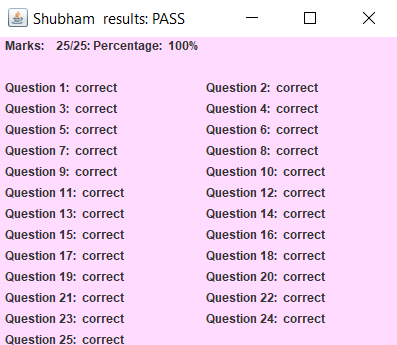 Shubham results: PASS
Marks: 25/25: Percentage: 100%
Question 1: correct Question 2: correct
Question 3: correct Question 4: correct
Question 5: correct Question 6: correct
Question 7: correct Question 8: correct
Question 9: correct Question 10: correct
Question 11: correct Question 12: correct
Question 13: correct Question 14: correct
Question 15: correct Question 16: correct
Question 17: correct Question 18: correct
Question 19: correct Question 20: correct
Question 21: correct Question 22: correct
Question 23: correct Question 24: correct
Question 25: correct